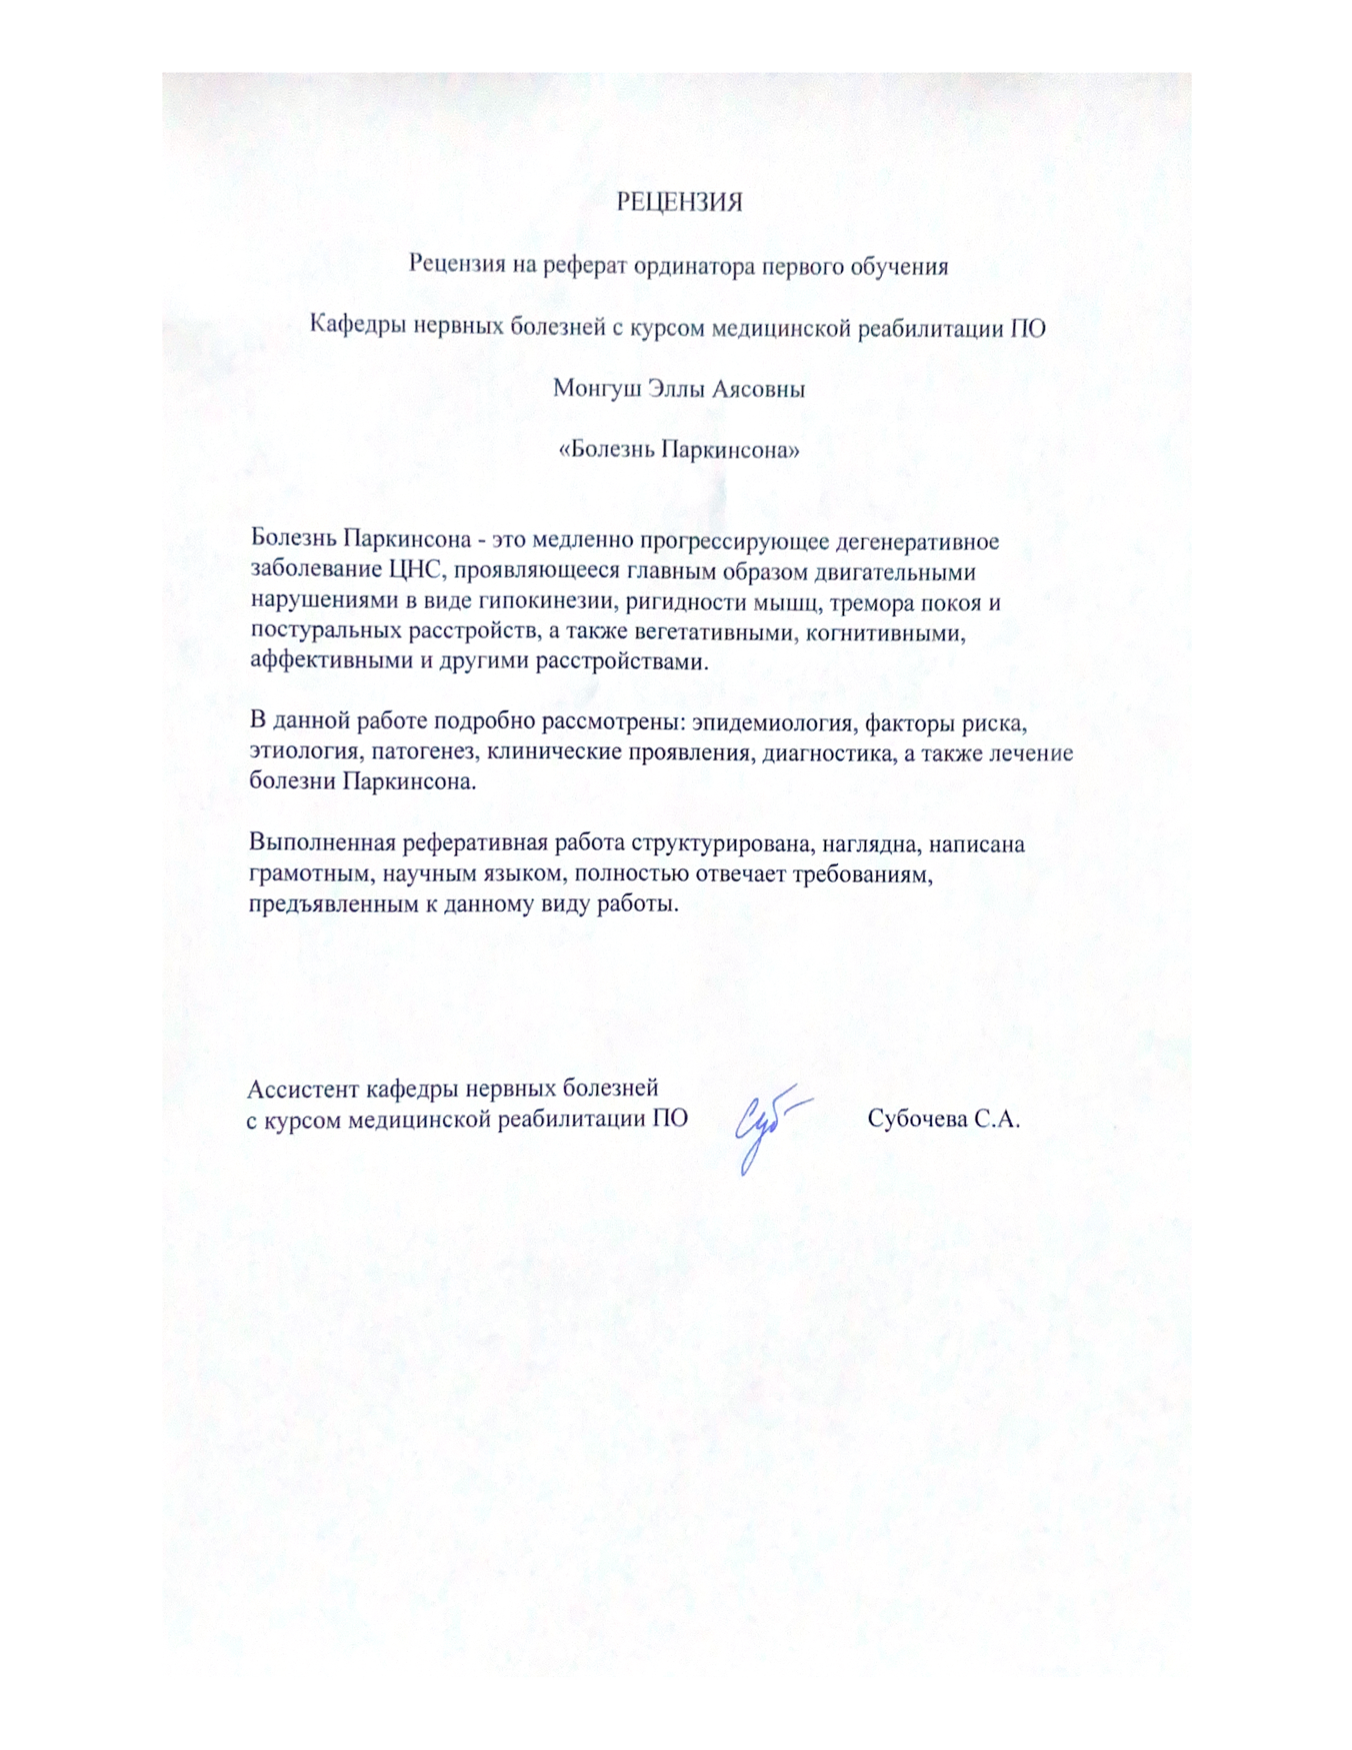 РЕЦЕНЗИЯ
Рецензия на реферат ординатора первого обучения
Кафедры нервных болезней с курсом медицинской реабилитации ПО
Монгуш Эллы Аясовны
«Болезнь Паркинсона»
Болезнь Паркинсона - это медленно прогрессирующее дегенеративное
заболевание ЦНС, проявляющееся главным образом двигательными
нарушениями в виде гипокинезии, ригидности мышц, тремора покоя и
постуральных расстройств, а также вегетативными, когнитивными,
аффективными и другими расстройствами.
В данной работе подробно рассмотрены: эпидемиология, факторы риска,
этиология, патогенез, клинические проявления, диагностика, а также лечение
болезни Паркинсона.
Выполненная реферативная работа структурирована, наглядна, написана
грамотным, научным языком, полностью отвечает требованиям,
предъявленным к данному виду работы.
Ассистент кафедры нервных болезней
с курсом медицинской реабилитации ПО Суб Субочева С.А.